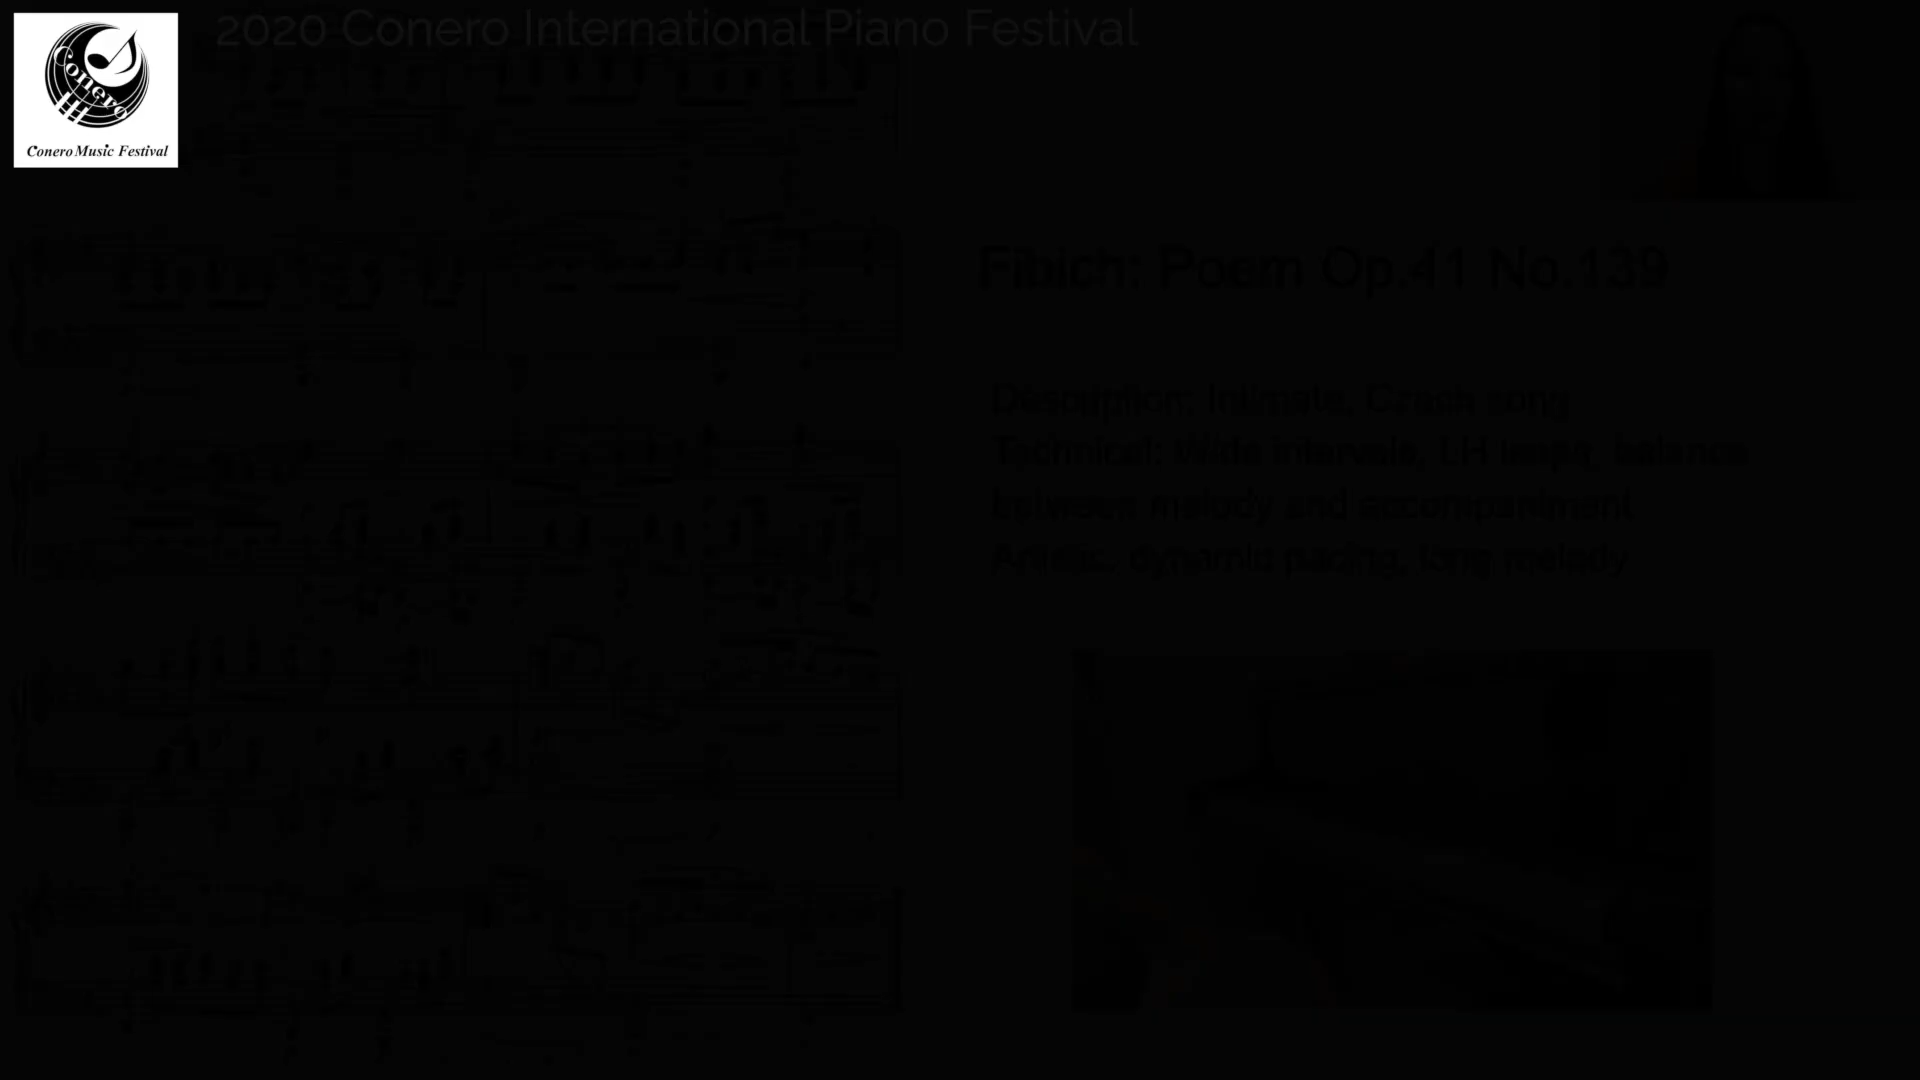 2020 Conero International Piano Festival
Conero
Conero Music Festival
Fibich: Poem Op.41 No.139
Description: Intimate, Czech song
Technical: Wide intervals, LH leaps, balance
between melody and accompaniment
Artistic: dynamic pacing, long melody